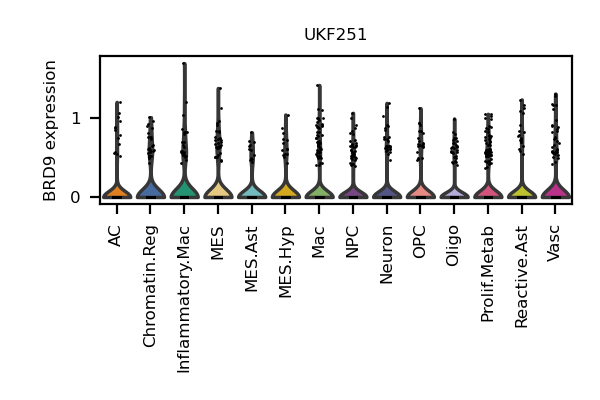 UKF251
BRD9 expression
1
0
AC
Chromatin.Reg
Inflammatory.Mac
MES
MES.Ast
MES.Hyp
Mac
NPC
Neuron
OPC
Oligo
Prolif.Metab
Reactive.Ast
Vasc